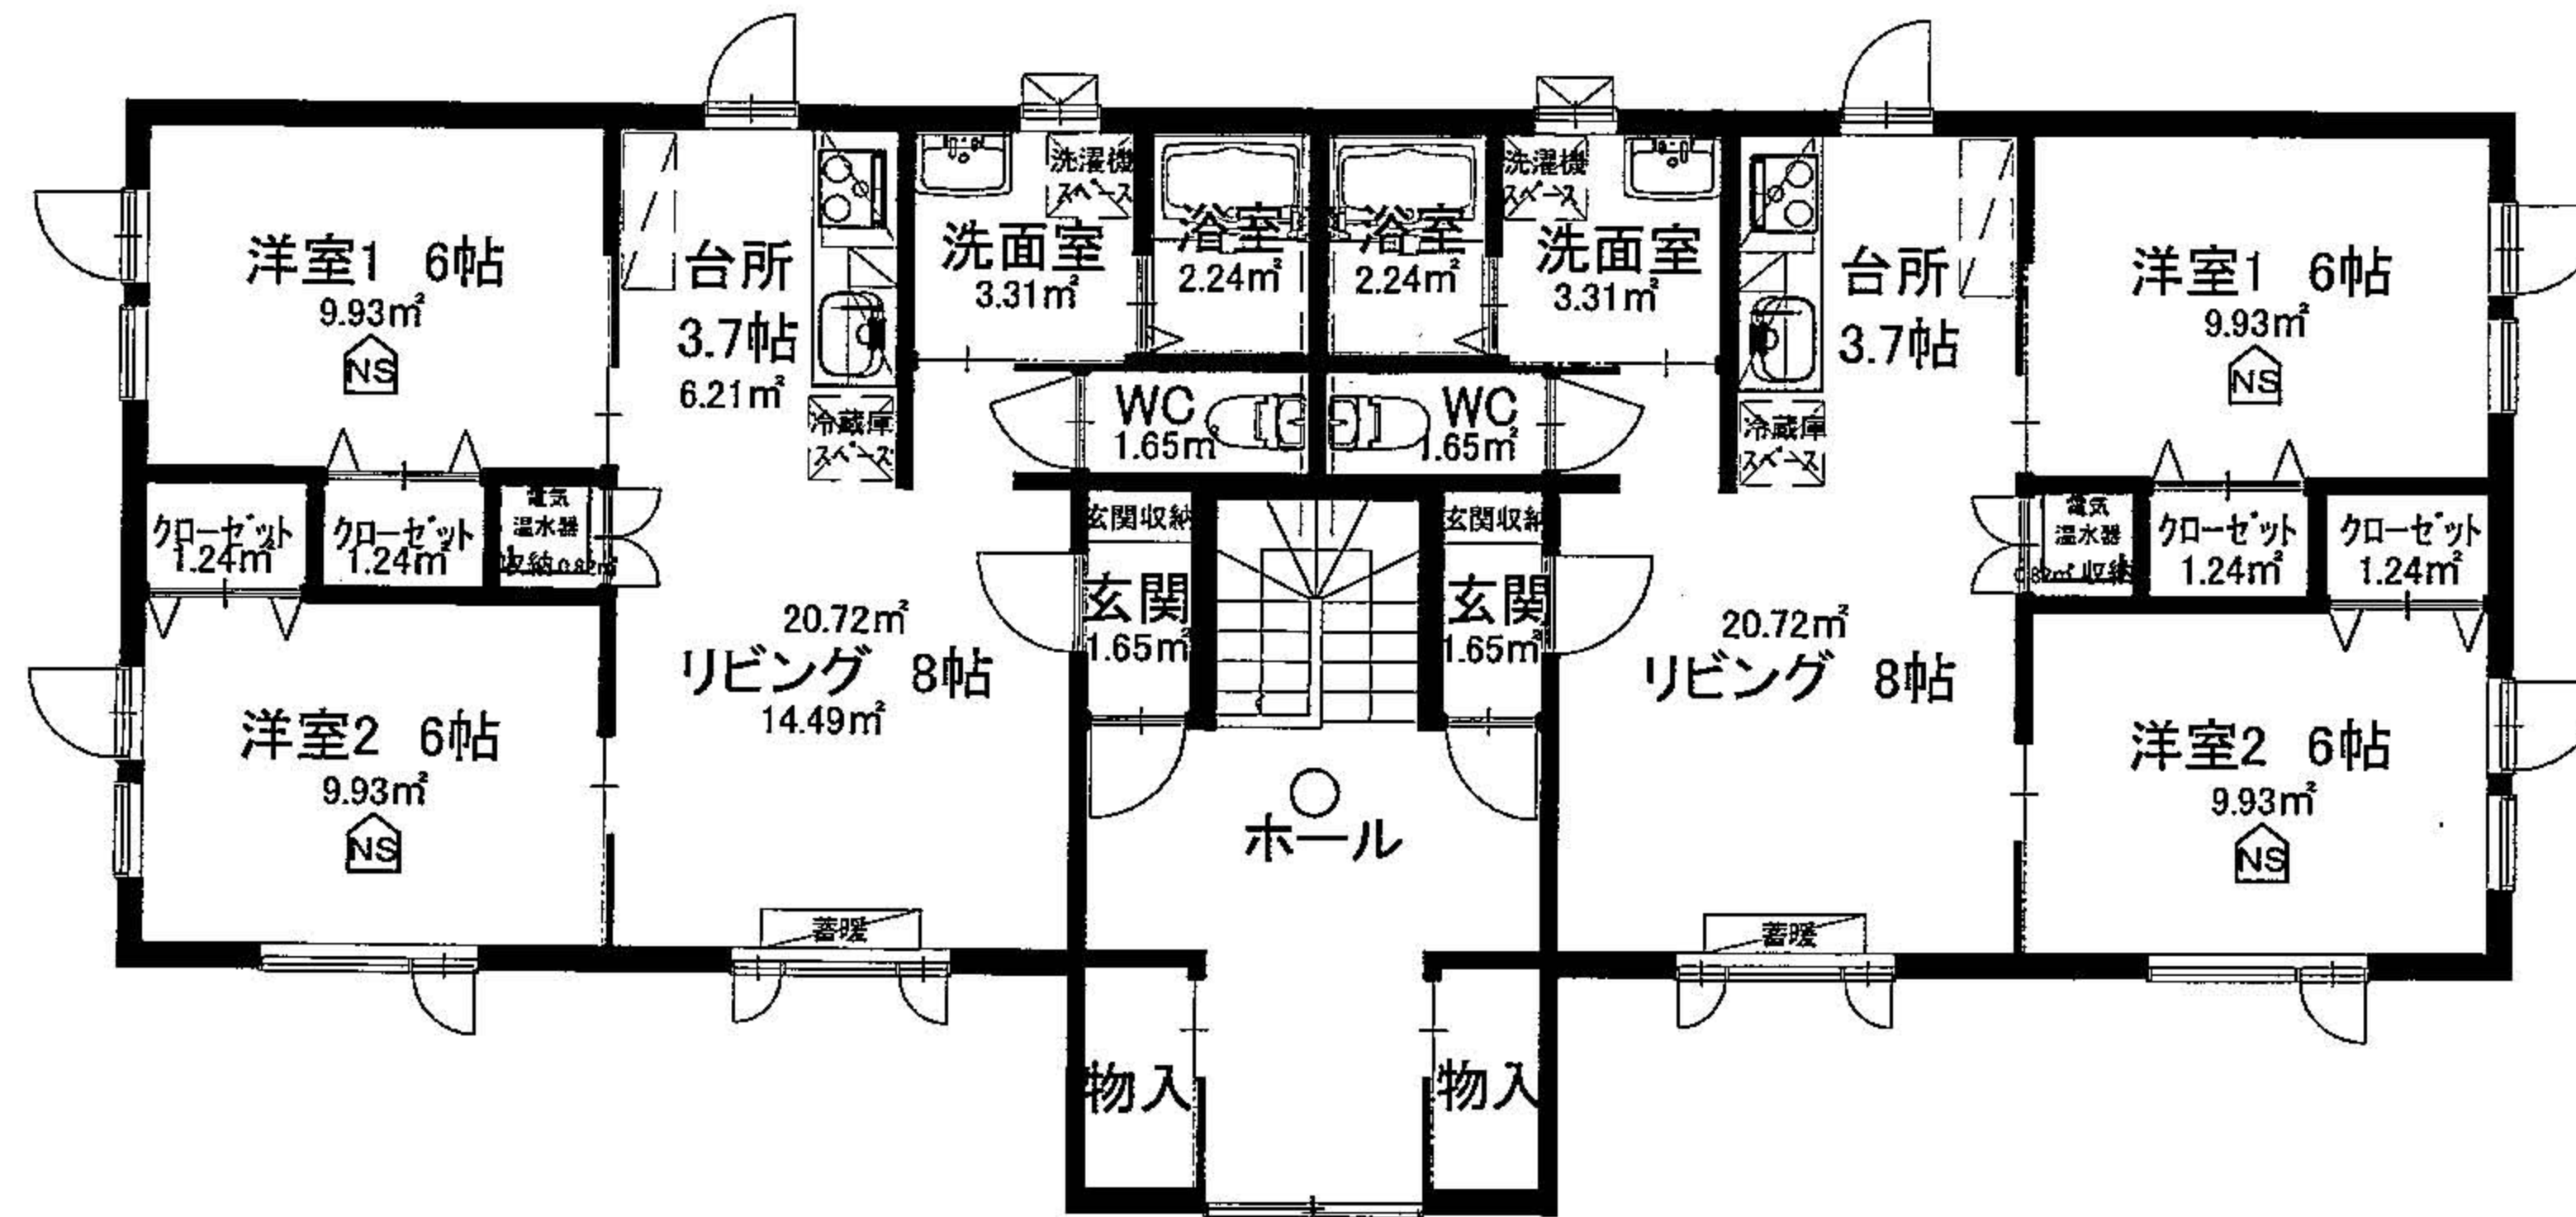 洗濯機
スペース
洗濯機
スペース
洋室1 6帖
9.93㎡
NS
台所
3.7帖
6.21㎡
洗面室
3.31㎡
浴室
2.24㎡
浴室
2.24㎡
洗面室
3.31㎡
台所
3.7帖
洋室1 6帖
9.93㎡
NS
冷蔵庫
スペース
WC
1.65㎡
WC
1.65㎡
冷蔵庫
スペース
クローゼット
1.24㎡
クローゼット
1.24㎡
電気
温水器
収納 0.82㎡
玄関収納
玄関収納
電気
温水器
0.82㎡ 収納
クローゼット
1.24㎡
クローゼット
1.24㎡
20.72㎡
リビング 8帖
14.49㎡
玄関
1.65㎡
玄関
1.65㎡
20.72㎡
リビング 8帖
洋室2 6帖
9.93㎡
NS
ホール
洋室2 6帖
9.93㎡
NS
蓄暖
蓄暖
物入
物入